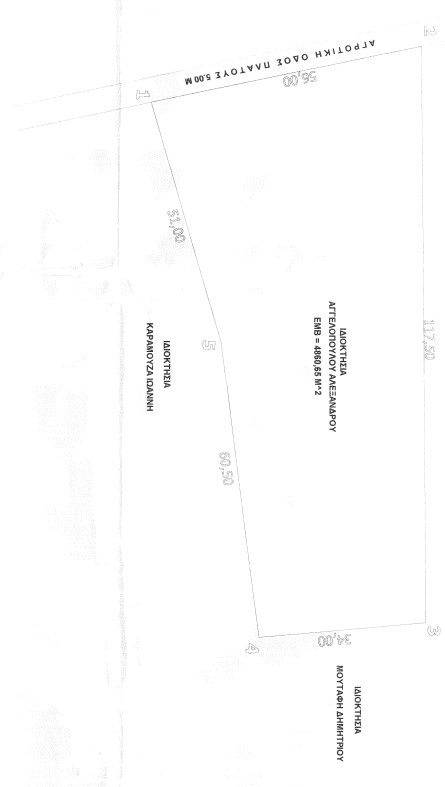 ΑΓΡΟΤΙΚΗ ΟΔΟΣ ΠΛΑΤΟΥΣ 5.00Μ
2
56,00
1
51,00
117,50
ΙΔΙΟΚΤΗΣΙΑ
ΑΓΓΕΛΟΠΟΥΛΟΥ ΑΛΕΞΑΝΔΡΟΥ
ΕΜΒ = 4860,65 Μ^2
5
ΙΔΙΟΚΤΗΣΙΑ
ΚΑΡΑΜΟΥΖΑ ΙΩΑΝΝΗ
60,50
3
34,00
4
ΙΔΙΟΚΤΗΣΙΑ
ΜΟΥΤΑΦΗ ΔΗΜΗΤΡΙΟΥ